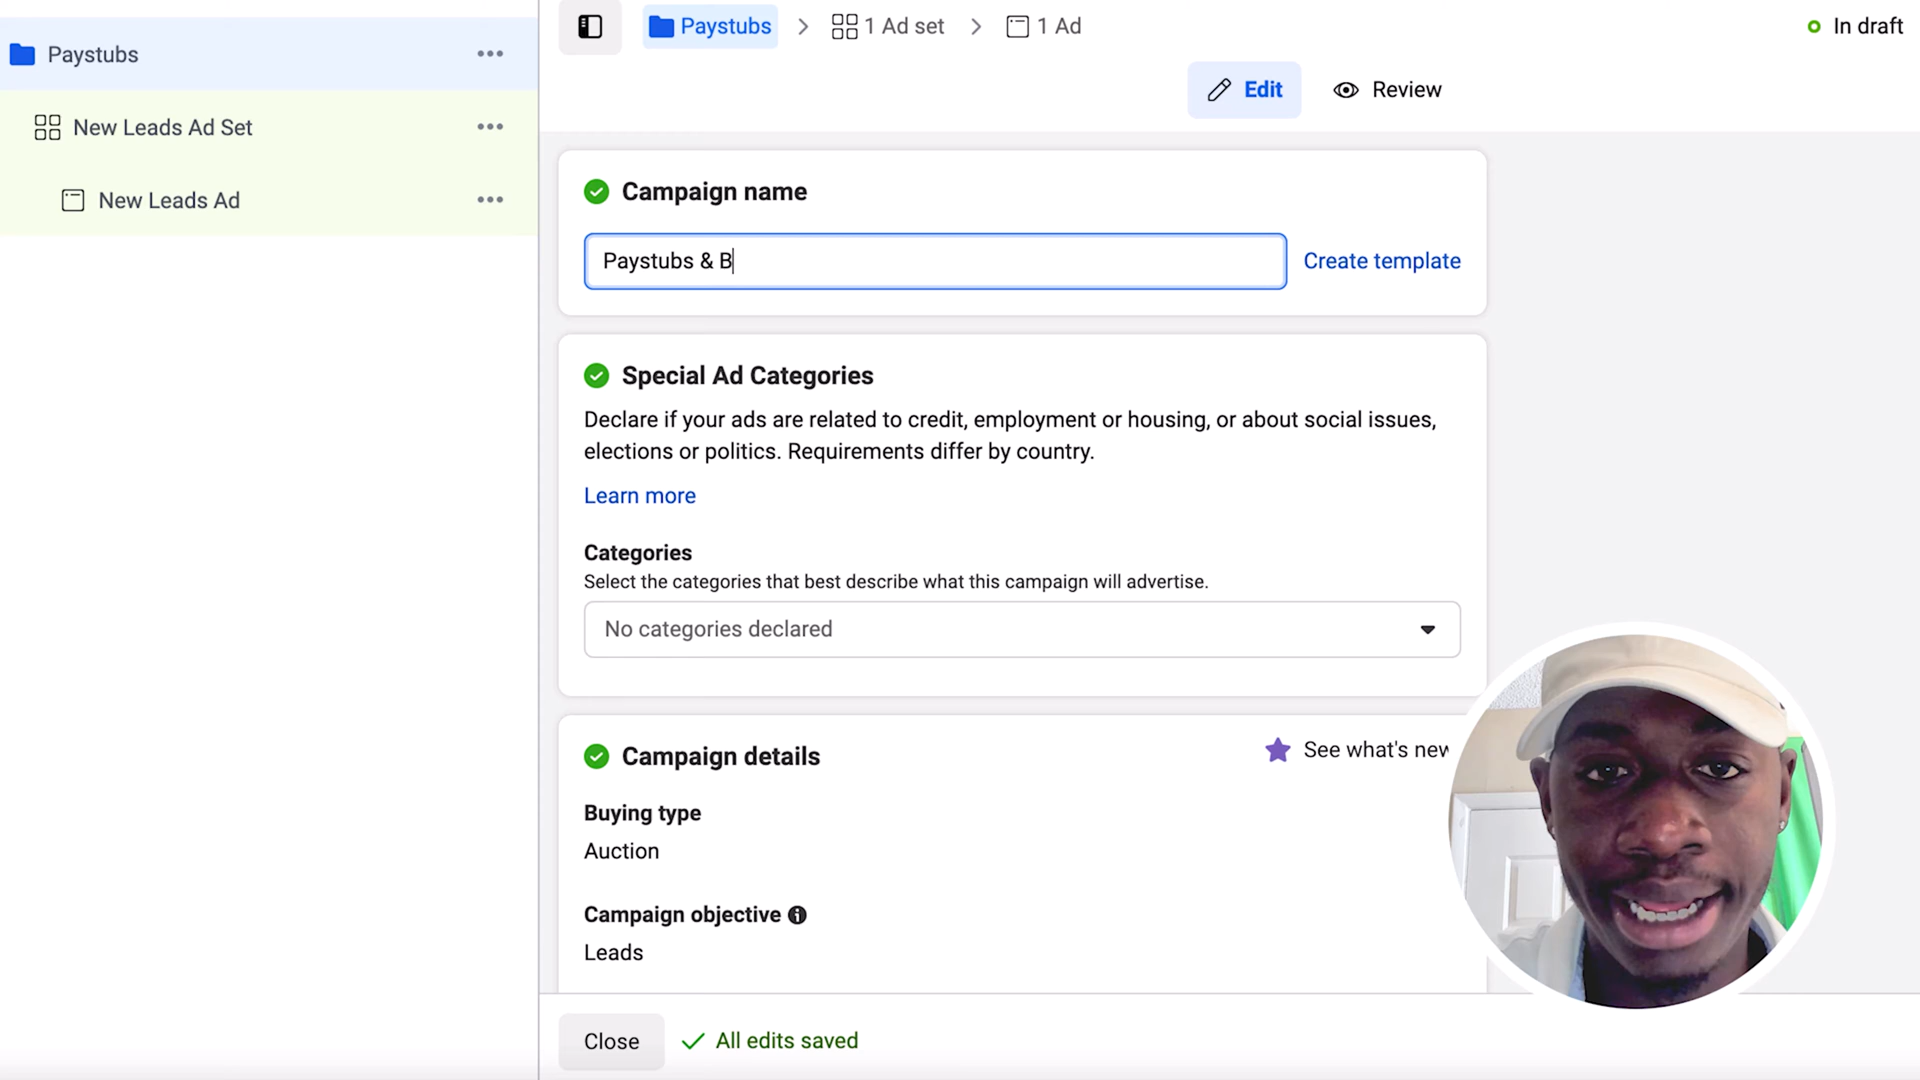 Paystubs
New Leads Ad Set
New Leads Ad
Paystubs
1 Ad set
1 Ad
In draft
Edit
Review
Campaign name
Paystubs & B
Create template
Special Ad Categories
Declare if your ads are related to credit, employment or housing, or about social issues,
elections or politics. Requirements differ by country.
Learn more
Categories
Select the categories that best describe what this campaign will advertise.
No categories declared
Campaign details
See what's new
Buying type
Auction
Campaign objective
Leads
Close
All edits saved